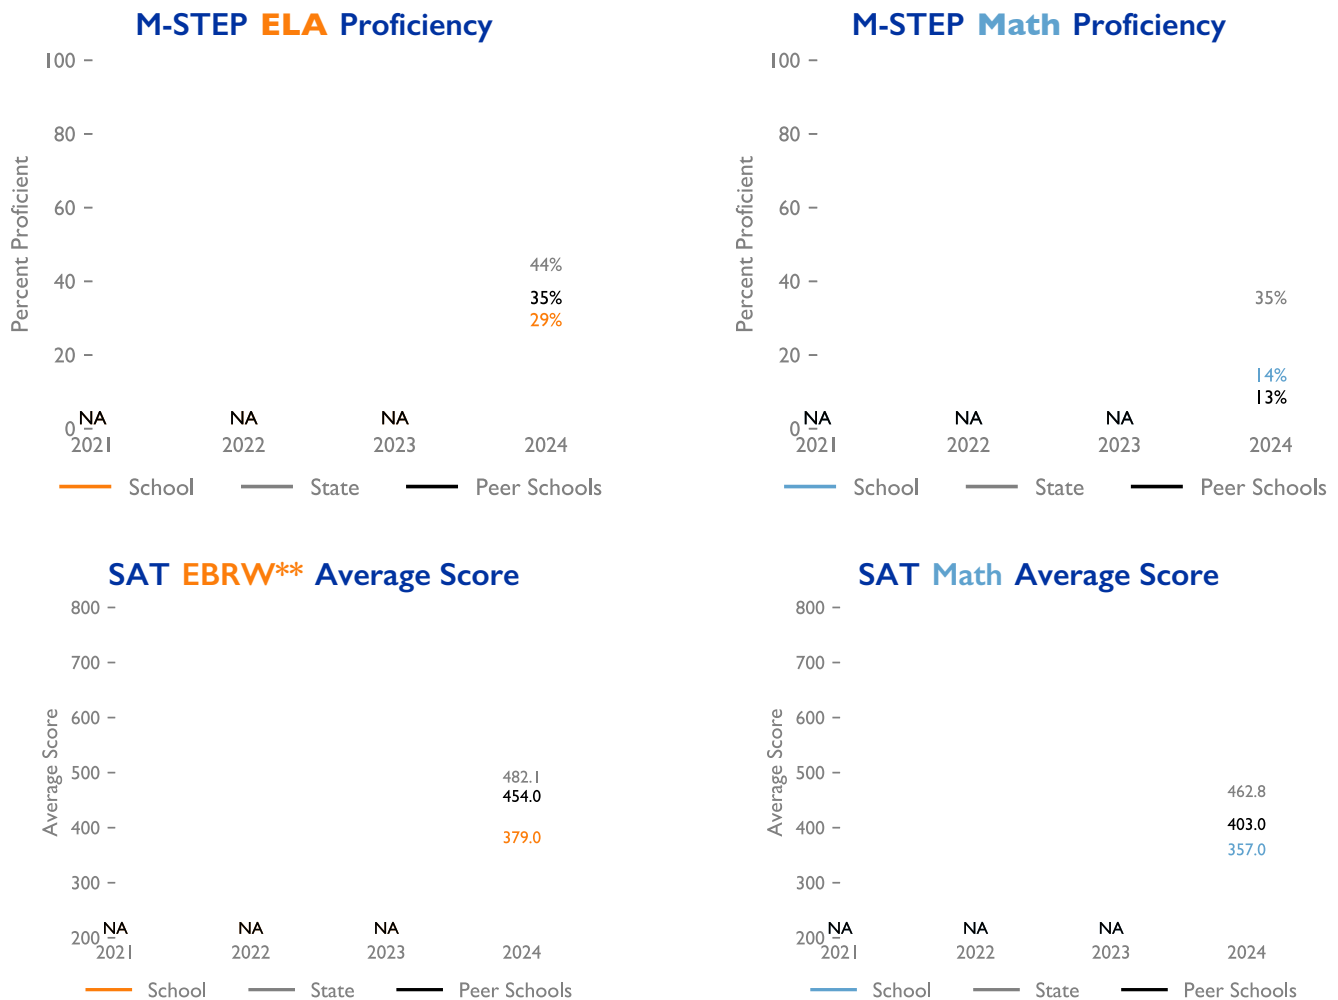 M-STEP ELA Proficiency
Percent Proficient
100
80
60
40
20
0
44%
35%
29%
NA NA NA
2021 2022 2023 2024
School State Peer Schools
M-STEP Math Proficiency
Percent Proficient
100
80
60
40
20
0
35%
14%
13%
NA NA NA
2021 2022 2023 2024
School State Peer Schools
SAT EBRW** Average Score
Average Score
800
700
600
500
400
300
200
482.1
454.0
379.0
NA NA NA
2021 2022 2023 2024
School State Peer Schools
SAT Math Average Score
Average Score
800
700
600
500
400
300
200
462.8
403.0
357.0
NA NA NA
2021 2022 2023 2024
School State Peer Schools